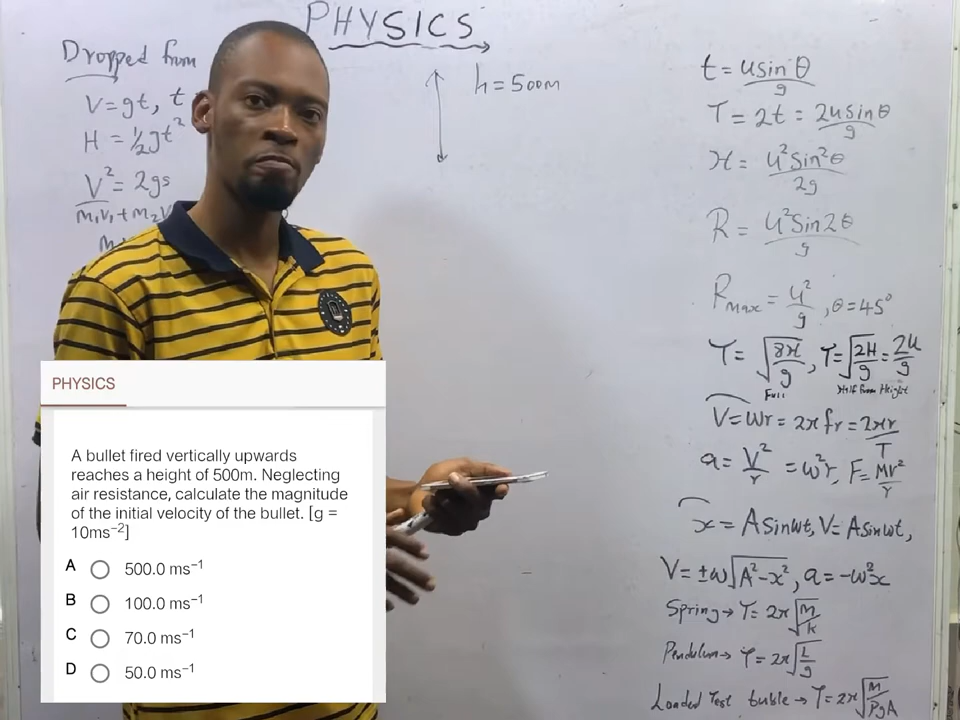 PHYSICS
Dropped from
V=gt, t
H = ½gt²
V² = 2gs
m₁v₁ + m₂v
h = 500m
t = usinθ/g
T = 2t = 2usinθ/g
H = u²sin²θ/2g
R = u²sin2θ/g
Rmax = u²/g, θ=45°
T = √(8H/g), T=√(2H/g)=2u/g
Full Half from Height
V=ωr = 2πfr = 2πr/T
a = V²/r = ω²r, F= MV²/r
x = Asinωt, V= Asinωt,
V = ±ω√(A²-x²), a = -ω²x
Spring→ T= 2π√(m/k)
Pendulum→ T=2π√(L/g)
Loaded Test tube → T=2π√(M/PgA)
PHYSICS
A bullet fired vertically upwards
reaches a height of 500m. Neglecting
air resistance, calculate the magnitude
of the initial velocity of the bullet. [g =
10ms⁻²]
A 500.0 ms⁻¹
B 100.0 ms⁻¹
C 70.0 ms⁻¹
D 50.0 ms⁻¹